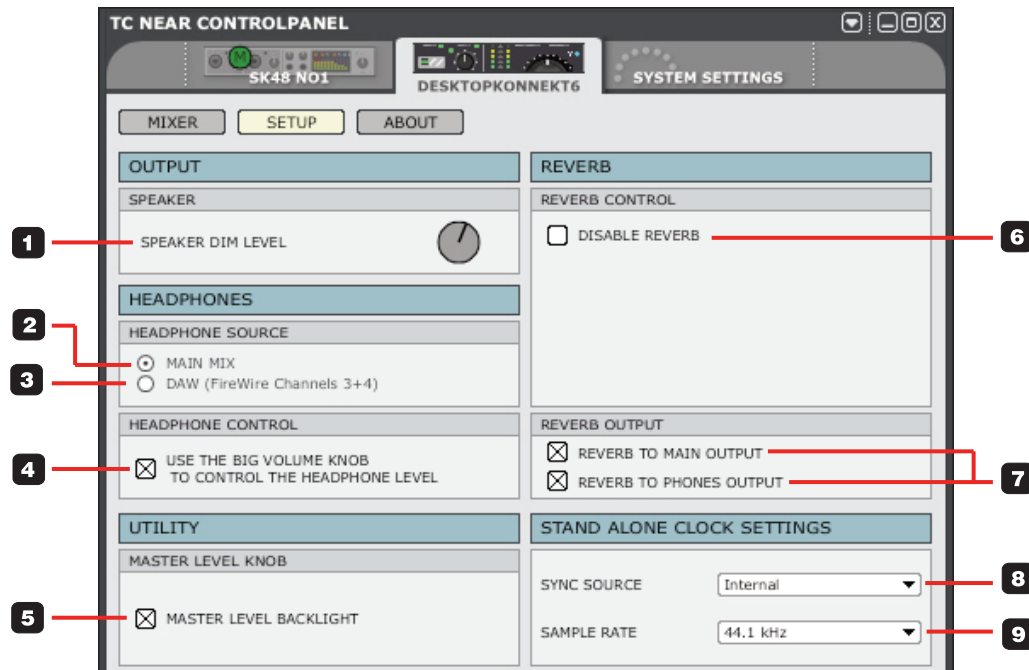 TC NEAR CONTROLPANEL
M
SK48 NO1
DESKTOPKONNEKT6
SYSTEM SETTINGS
MIXER
SETUP
ABOUT
OUTPUT
SPEAKER
1
SPEAKER DIM LEVEL
HEADPHONES
HEADPHONE SOURCE
2
MAIN MIX
3
DAW (FireWire Channels 3+4)
HEADPHONE CONTROL
4
USE THE BIG VOLUME KNOB
TO CONTROL THE HEADPHONE LEVEL
UTILITY
MASTER LEVEL KNOB
5
MASTER LEVEL BACKLIGHT
REVERB
REVERB CONTROL
DISABLE REVERB
6
REVERB OUTPUT
REVERB TO MAIN OUTPUT
REVERB TO PHONES OUTPUT
7
STAND ALONE CLOCK SETTINGS
SYNC SOURCE
Internal
8
SAMPLE RATE
44.1 kHz
9